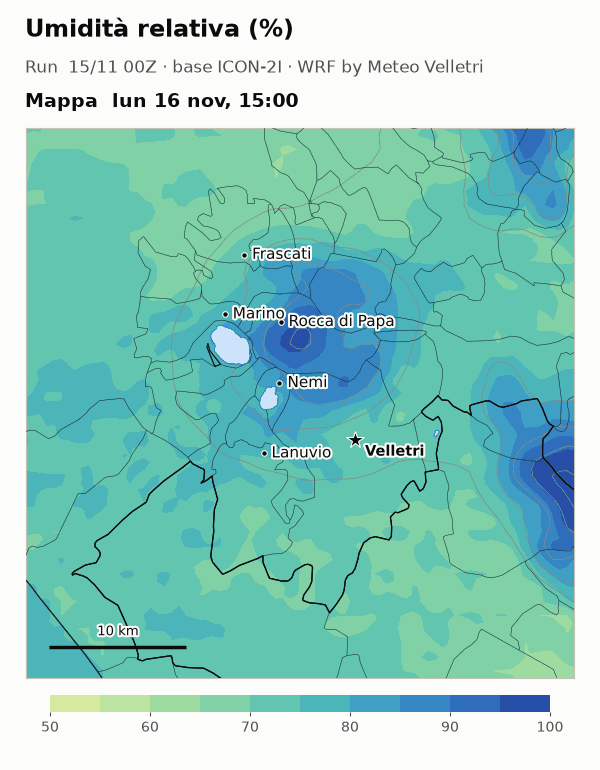 Umidità relativa (%)
Run  15/11 00Z · base ICON-2I · WRF by Meteo Velletri
Mappa  lun 16 nov, 15:00
Frascati
Marino
Rocca di Papa
Nemi
Velletri
Lanuvio
10 km
50 60 70 80 90 100